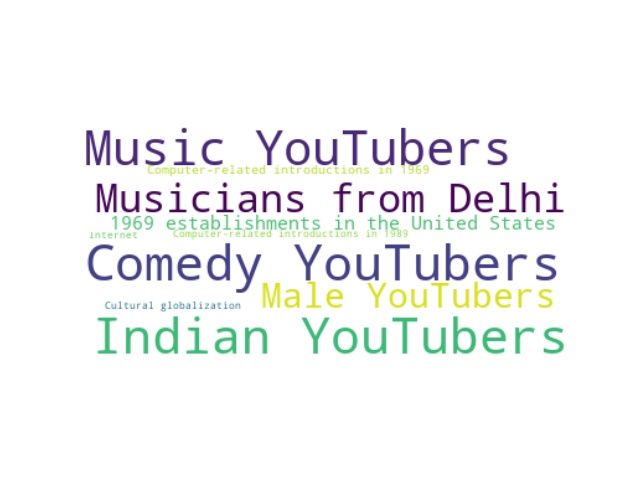 Music YouTubers
Computer-related introductions in 1969
Musicians from Delhi
1969 establishments in the United States
internet
Computer-related introductions in 1989
Comedy YouTubers
Male YouTubers
Cultural globalization
Indian YouTubers